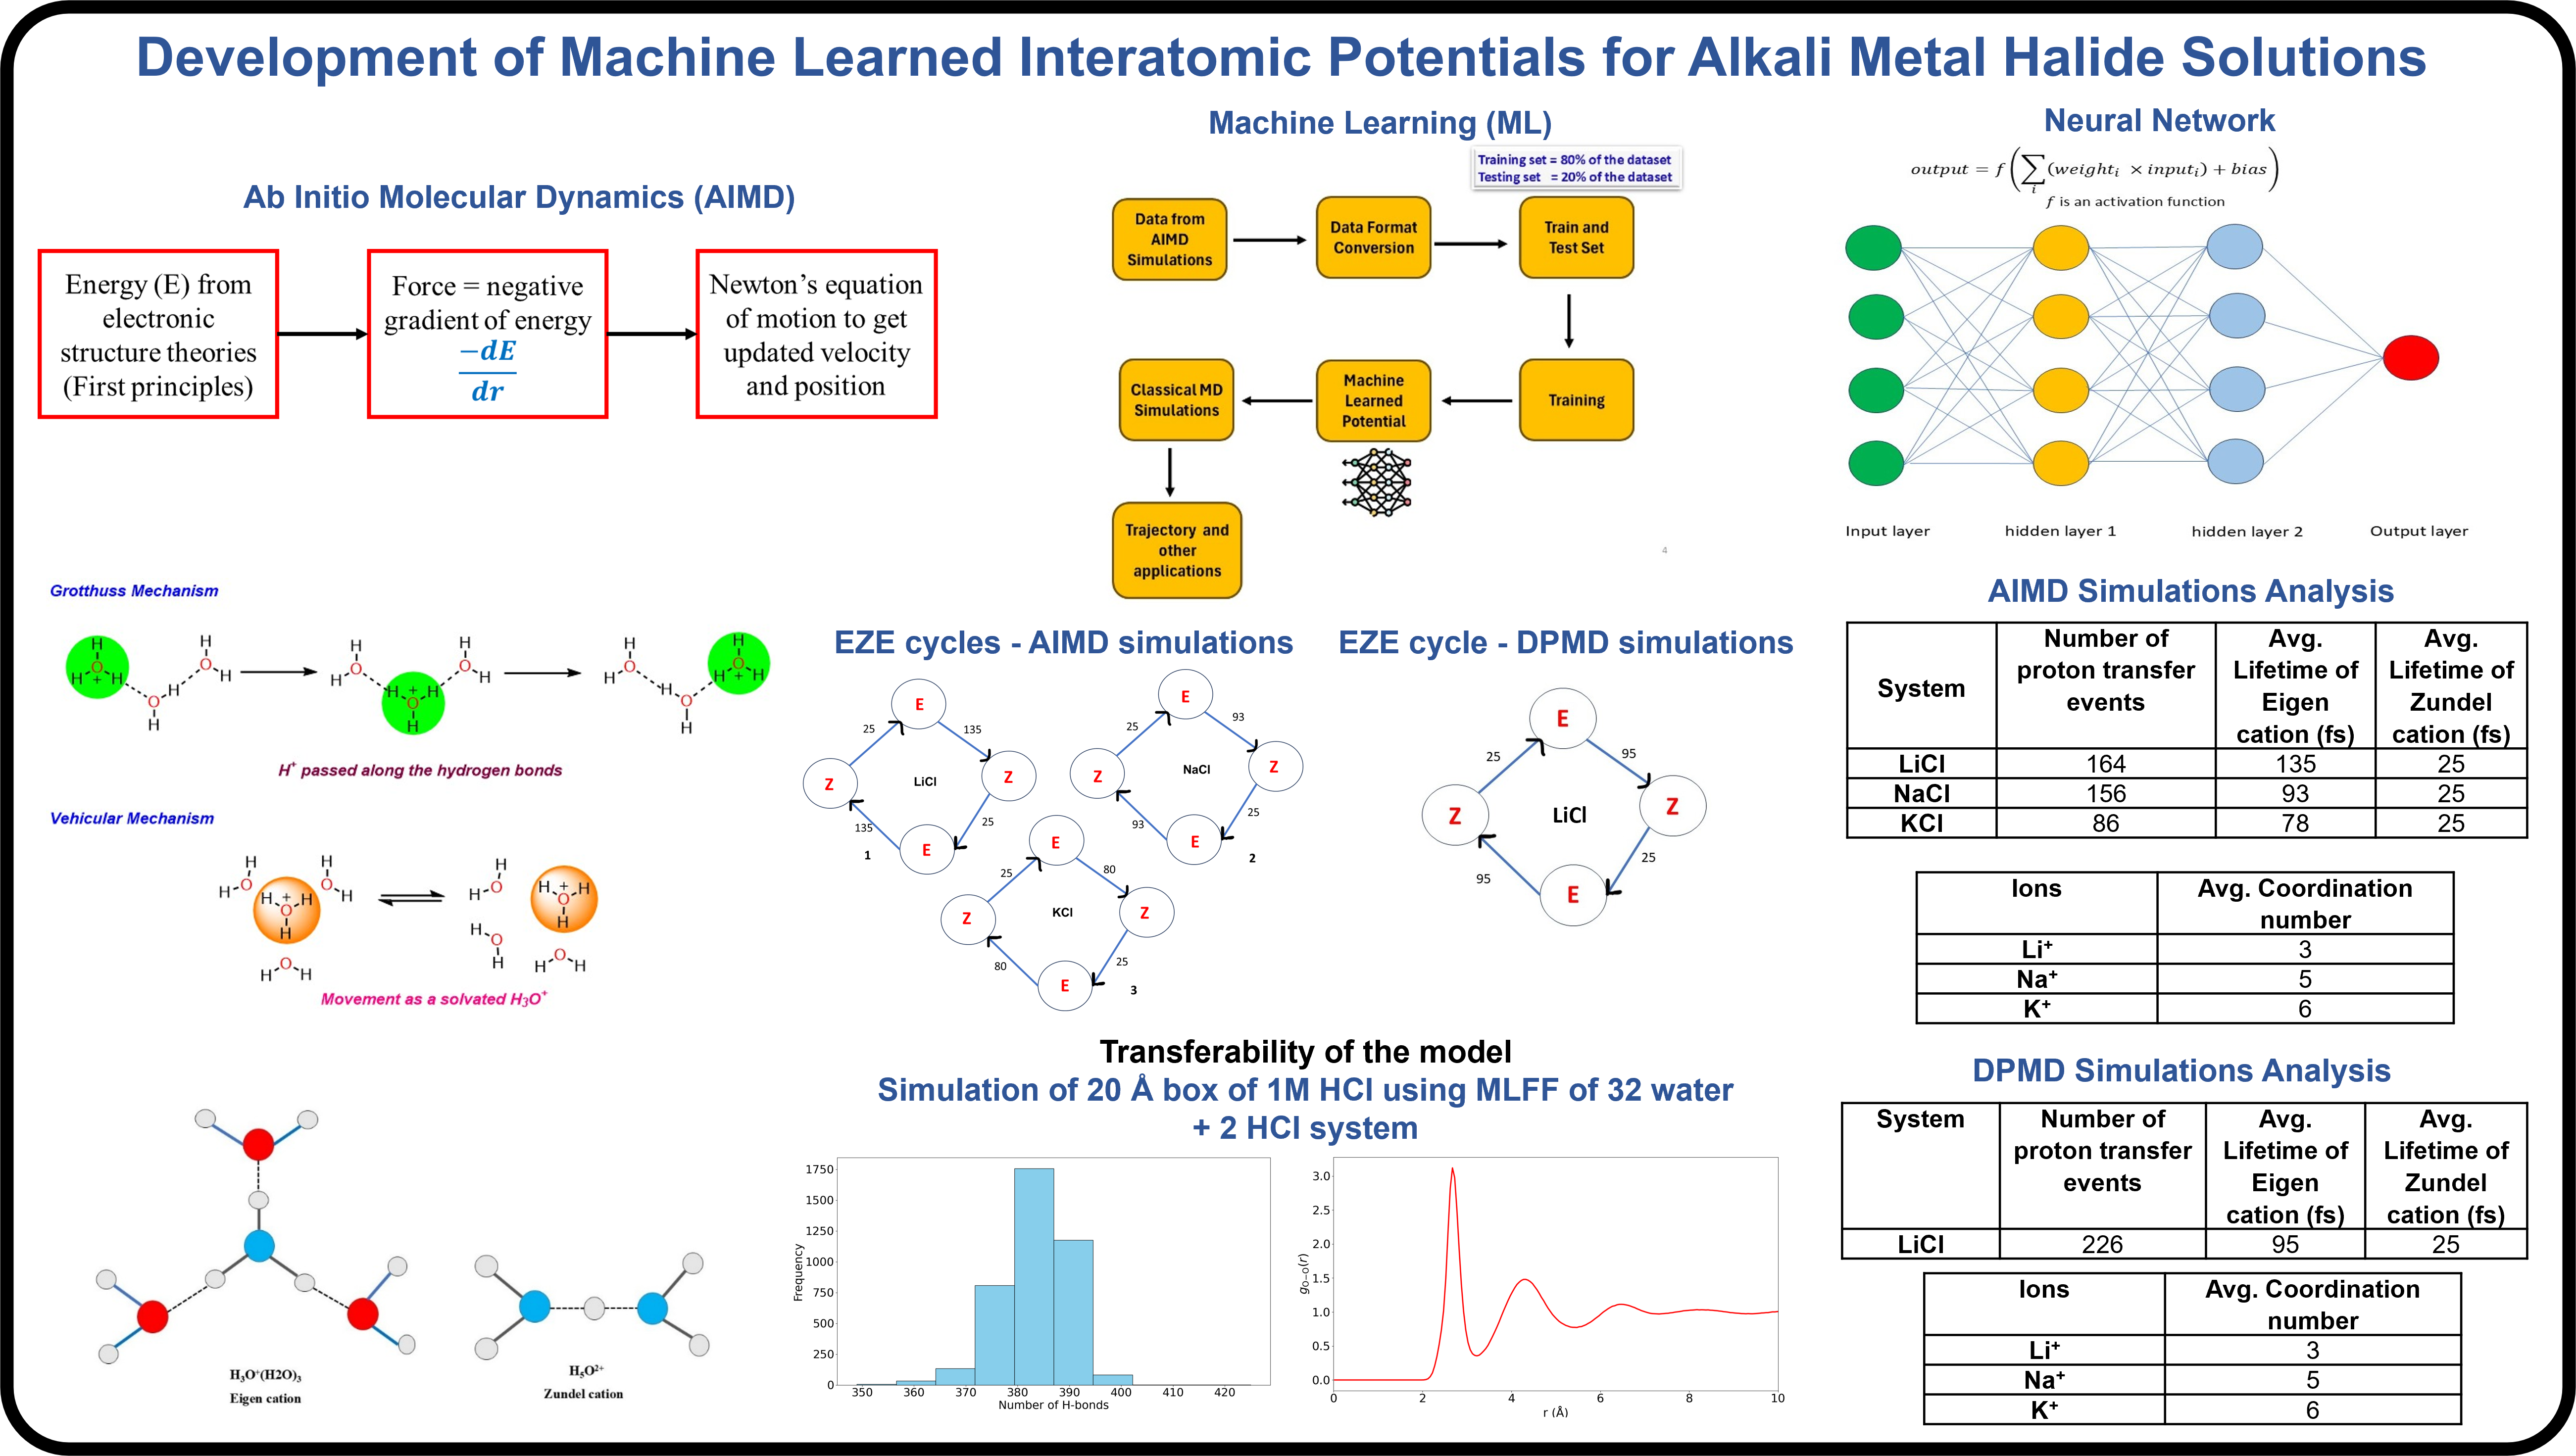 Development of Machine Learned Interatomic Potentials for Alkali Metal Halide Solutions
Ab Initio Molecular Dynamics (AIMD)
Energy (E) from
electronic
structure theories
(First principles)
Force = negative
gradient of energy
−dE
dr
Newton's equation
of motion to get
updated velocity
and position
Machine Learning (ML)
Training set = 80% of the dataset
Testing set = 20% of the dataset
Data from
AIMD
Simulations
Data Format
Conversion
Train and
Test Set
Classical MD
Simulations
Machine
Learned
Potential
Training
Trajectory and
other
applications
4
Neural Network
output = f(∑i (weighti × inputi) + bias)
f is an activation function
Input layer
hidden layer 1
hidden layer 2
Output layer
Grotthuss Mechanism
H
H O H
+
H
O H
H
O
H
H
H O
H
O H
H + H
O
H
H
H O
H
O
H
H
H O H
+
H⁺ passed along the hydrogen bonds
Vehicular Mechanism
H
H O
H
O
H
H + H
O
H
H O H
H
H O
H O
H
H + H
O
H
H O H
Movement as a solvated H₃O⁺
H₃O⁺(H2O)₃
Eigen cation
H₅O²⁺
Zundel cation
EZE cycles - AIMD simulations
E
25
135
Z
LiCl
Z
135
25
E
1
E
25
93
Z
NaCl
Z
93
25
E
2
E
25
80
Z
KCl
Z
80
25
E
3
EZE cycle - DPMD simulations
E
25
95
Z
LiCl
Z
95
25
E
Transferability of the model
Simulation of 20 Å box of 1M HCl using MLFF of 32 water
+ 2 HCl system
1750
1500
1250
1000
750
500
250
0
Frequency
350 360 370 380 390 400 410 420
Number of H-bonds
3.0
2.5
2.0
1.5
1.0
0.5
0.0
gO−O(r)
0 2 4 6 8 10
r (Å)
AIMD Simulations Analysis
System Number of proton transfer events Avg. Lifetime of Eigen cation (fs) Avg. Lifetime of Zundel cation (fs)
LiCl 164 135 25
NaCl 156 93 25
KCl 86 78 25
Ions Avg. Coordination number
Li⁺ 3
Na⁺ 5
K⁺ 6
DPMD Simulations Analysis
System Number of proton transfer events Avg. Lifetime of Eigen cation (fs) Avg. Lifetime of Zundel cation (fs)
LiCl 226 95 25
Ions Avg. Coordination number
Li⁺ 3
Na⁺ 5
K⁺ 6